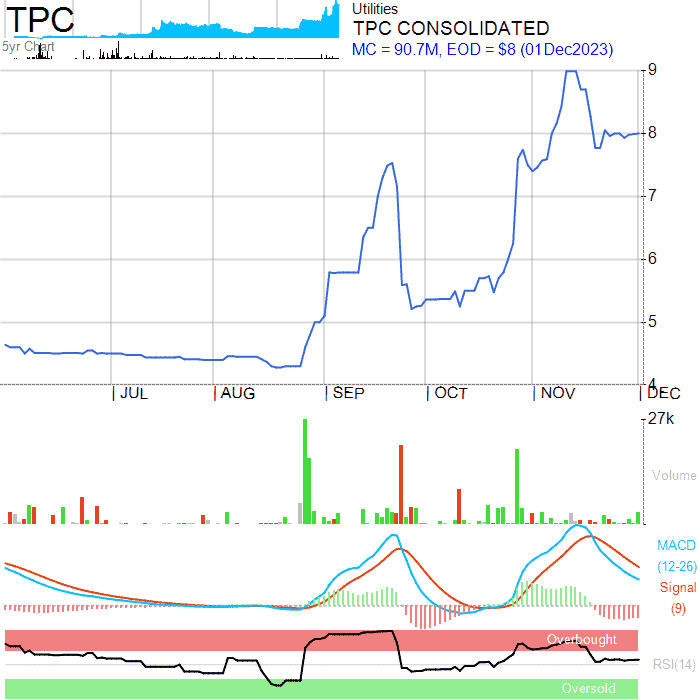 TPC
5yr Chart
Utilities
TPC CONSOLIDATED
MC = 90.7M, EOD = $8 (01Dec2023)
9
8
7
6
5
4
JUL AUG SEP OCT NOV DEC
27k
Volume
MACD
(12-26)
Signal
(9)
Overbought
RSI(14)
Oversold